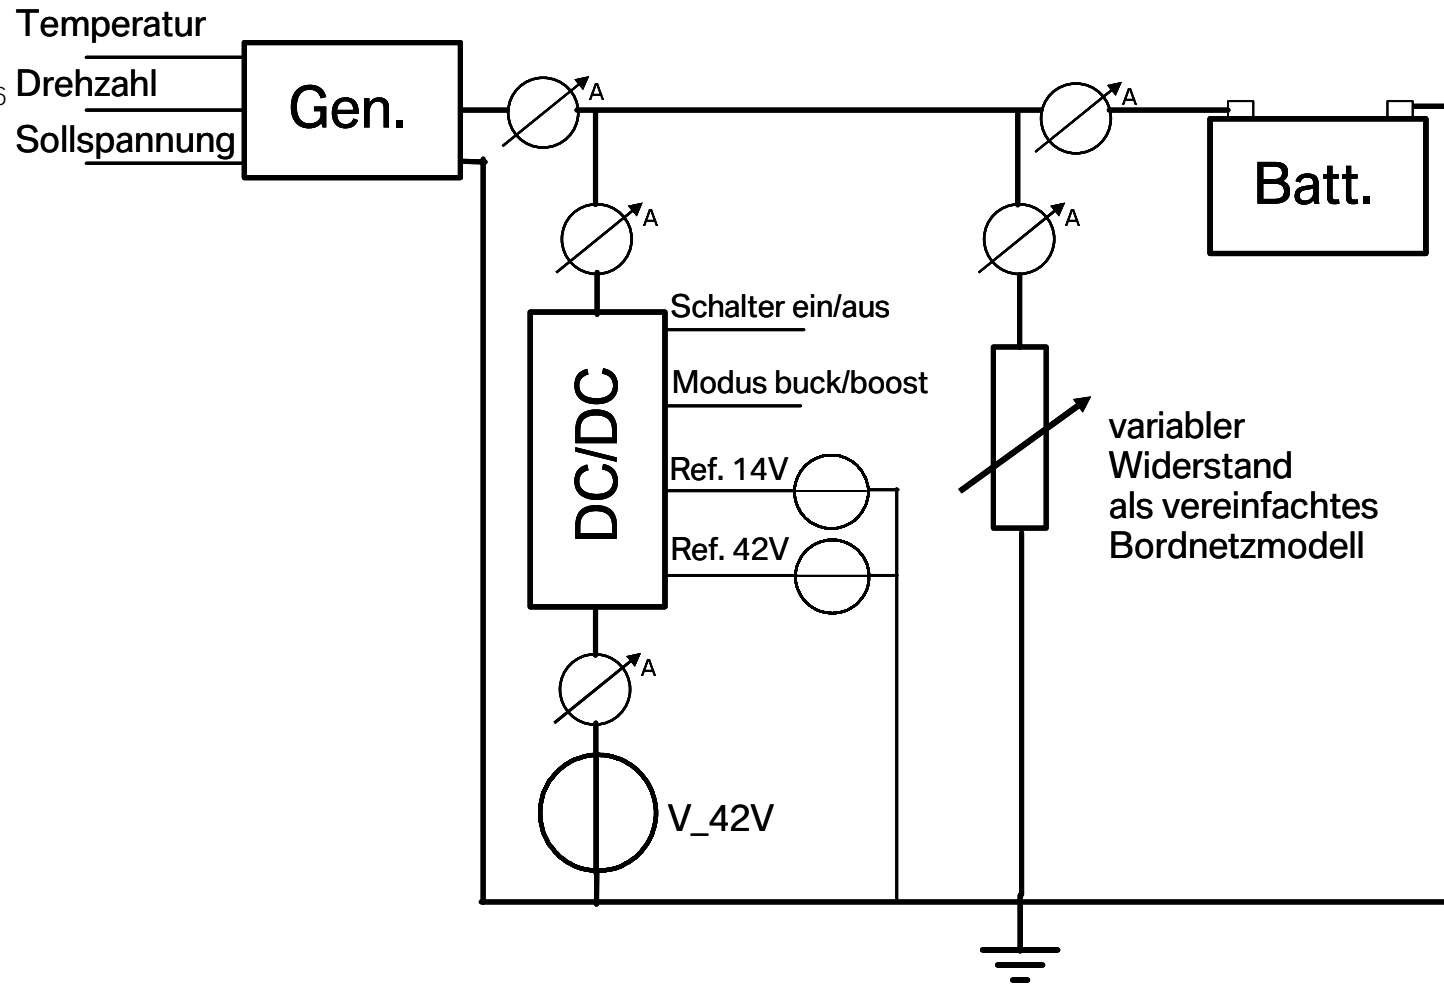 Temperatur
6
Drehzahl
Sollspannung
Gen.
A
A
Batt.
A
A
Schalter ein/aus
Modus buck/boost
DC/DC
Ref. 14V
Ref. 42V
variabler
Widerstand
als vereinfachtes
Bordnetzmodell
A
V_42V